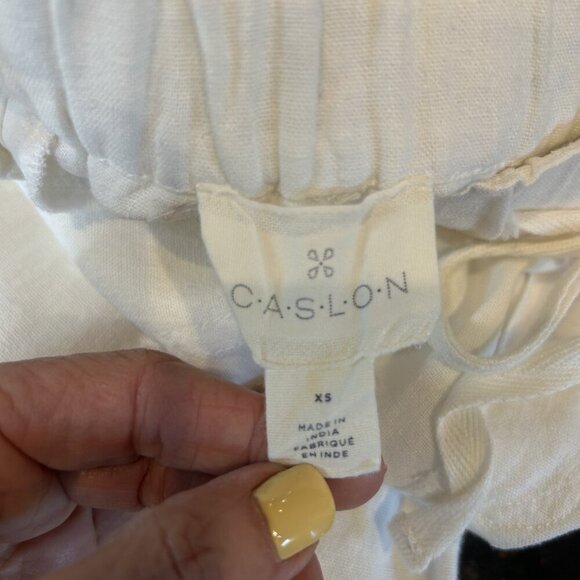 C·A·S·L·O·N
XS
MADE IN
INDIA
FABRIQUÉ
EN INDE